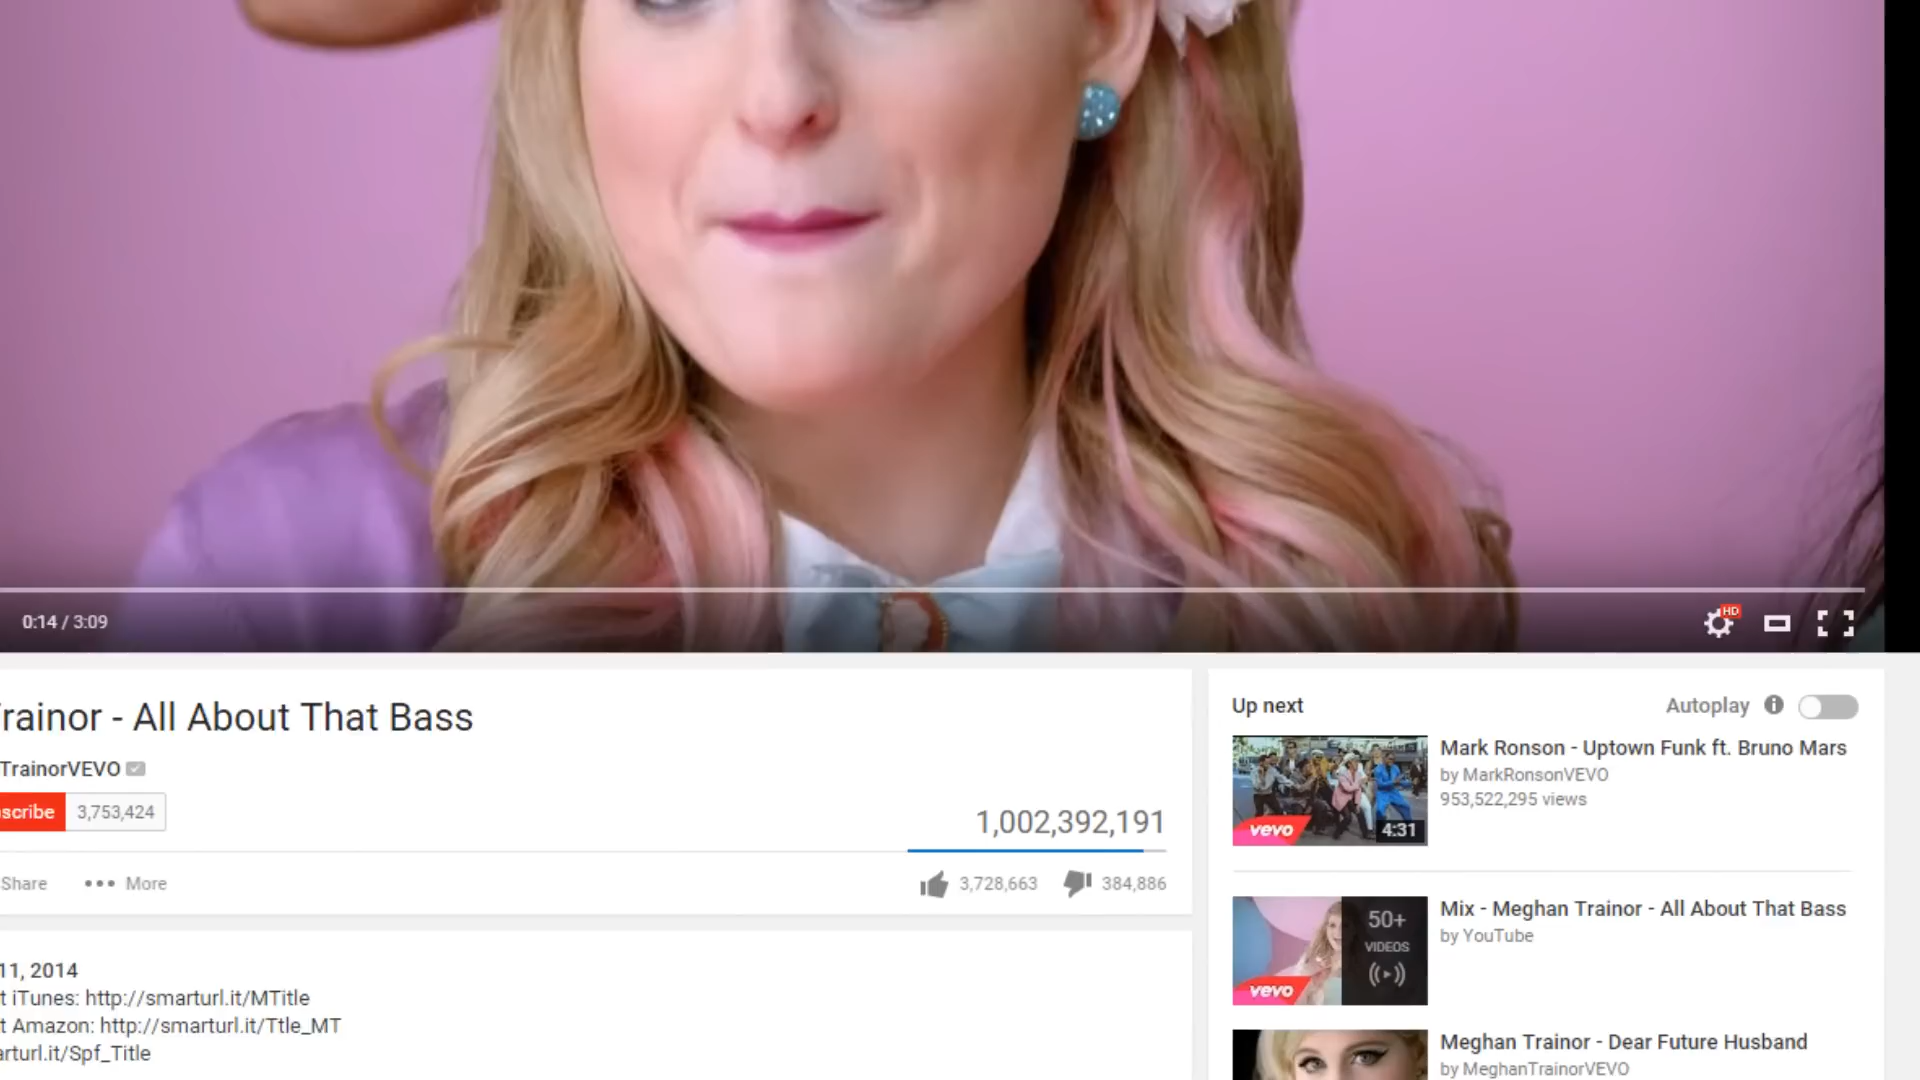 0:14 / 3:09
HD
rainor - All About That Bass
TrainorVEVO
scribe 3,753,424
1,002,392,191
Share
More
3,728,663
384,886
11, 2014
t iTunes: http://smarturl.it/MTitle
t Amazon: http://smarturl.it/Ttle_MT
arturl.it/Spf_Title
Up next
Autoplay
Mark Ronson - Uptown Funk ft. Bruno Mars
by MarkRonsonVEVO
953,522,295 views
vevo
4:31
Mix - Meghan Trainor - All About That Bass
by YouTube
50+
VIDEOS
vevo
Meghan Trainor - Dear Future Husband
by MeghanTrainorVEVO